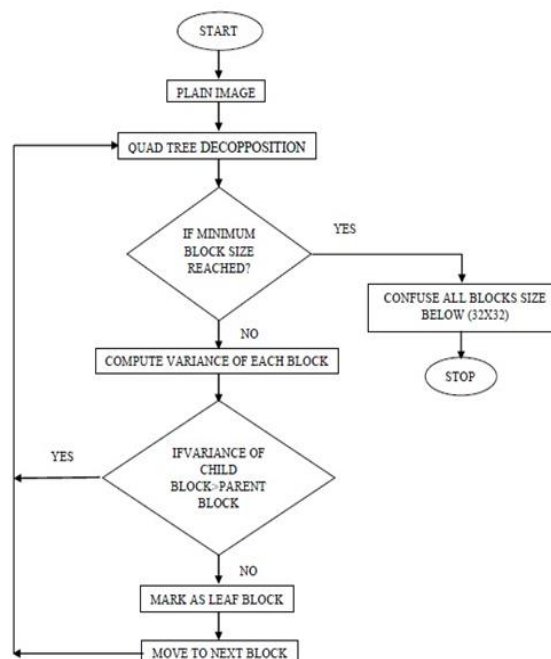 START
PLAIN IMAGE
QUAD TREE DECOPPOSITION
IF MINIMUM
BLOCK SIZE
REACHED?
YES
CONFUSE ALL BLOCKS SIZE
BELOW (32X32)
STOP
NO
COMPUTE VARIANCE OF EACH BLOCK
IFVARIANCE OF
CHILD
BLOCK>PARENT
BLOCK
YES
NO
MARK AS LEAF BLOCK
MOVE TO NEXT BLOCK